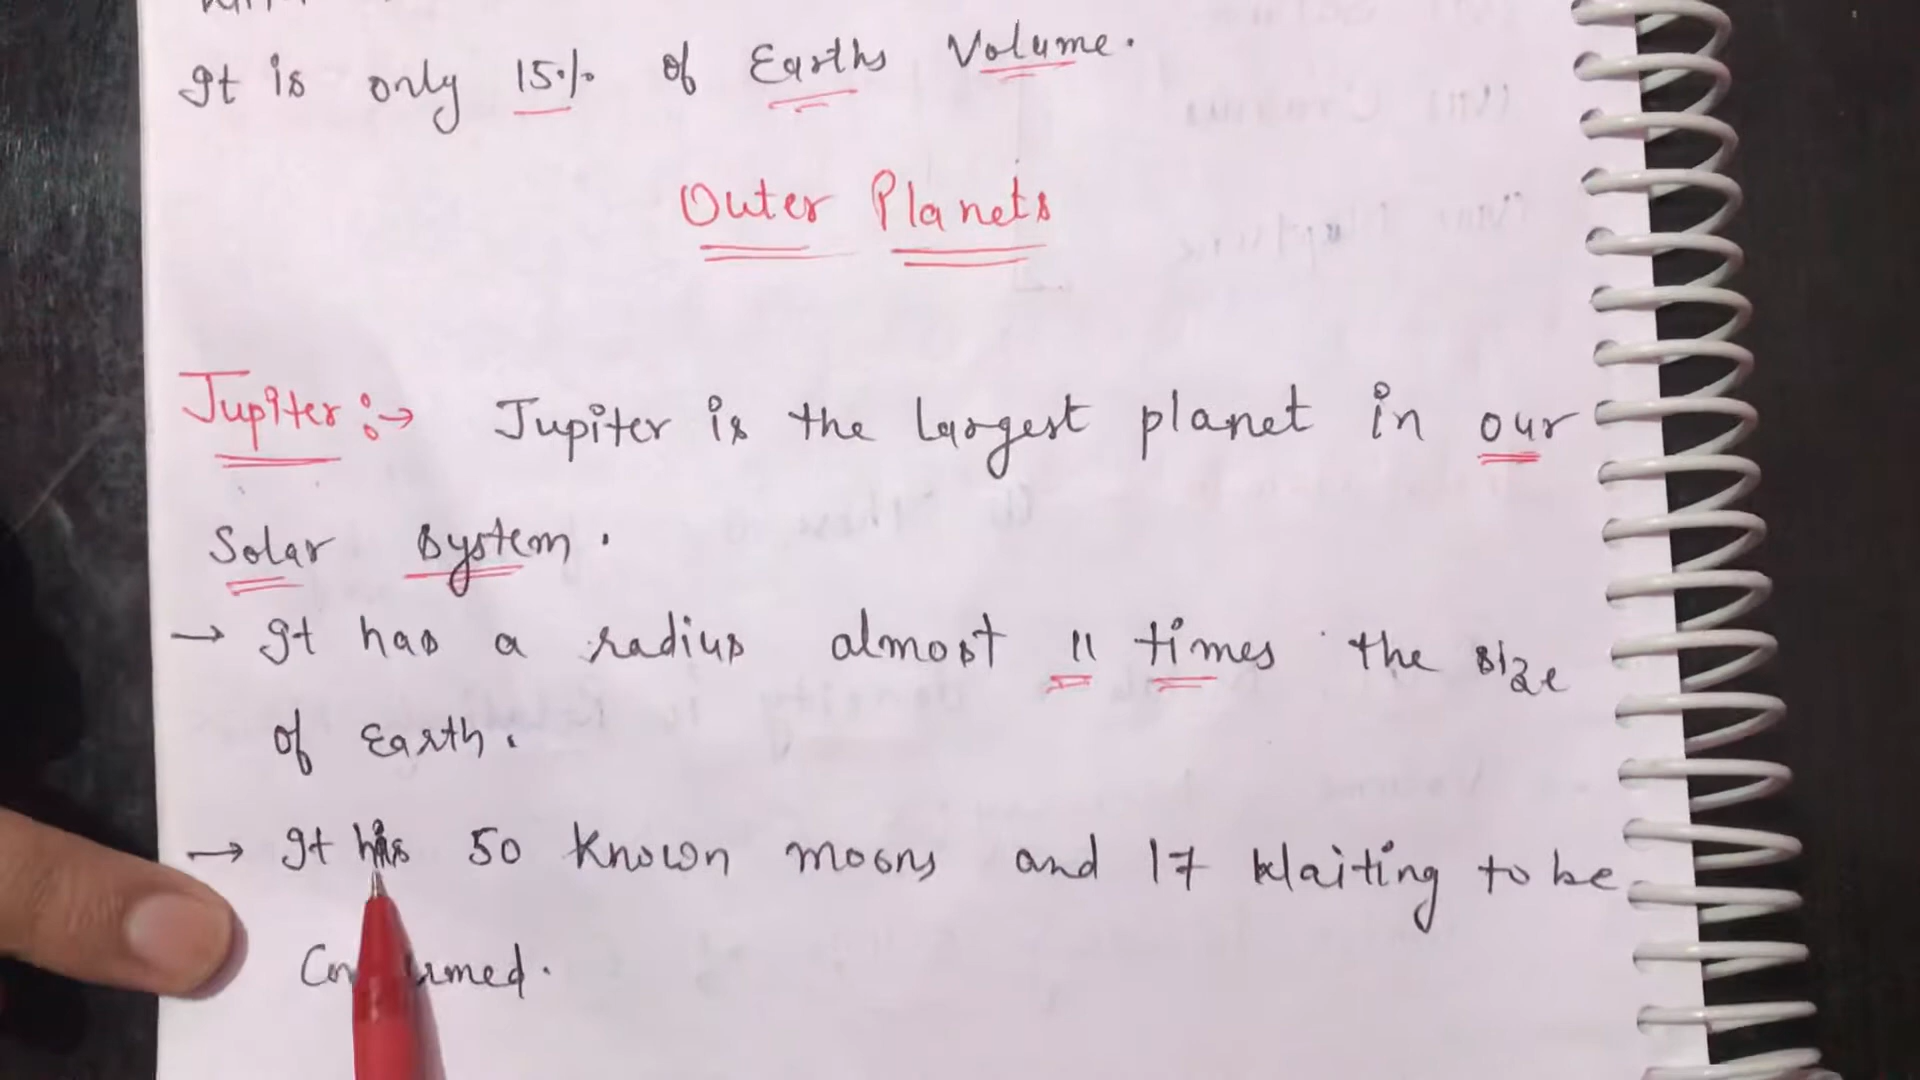 It is only 15% of Earths Volume.
Outer Planets
Jupiter :→ Jupiter is the largest planet in our
Solar System.
→ It has a radius almost 11 times the size
of Earth.
→ It has 50 known moons and 17 Waiting to be
Confirmed.